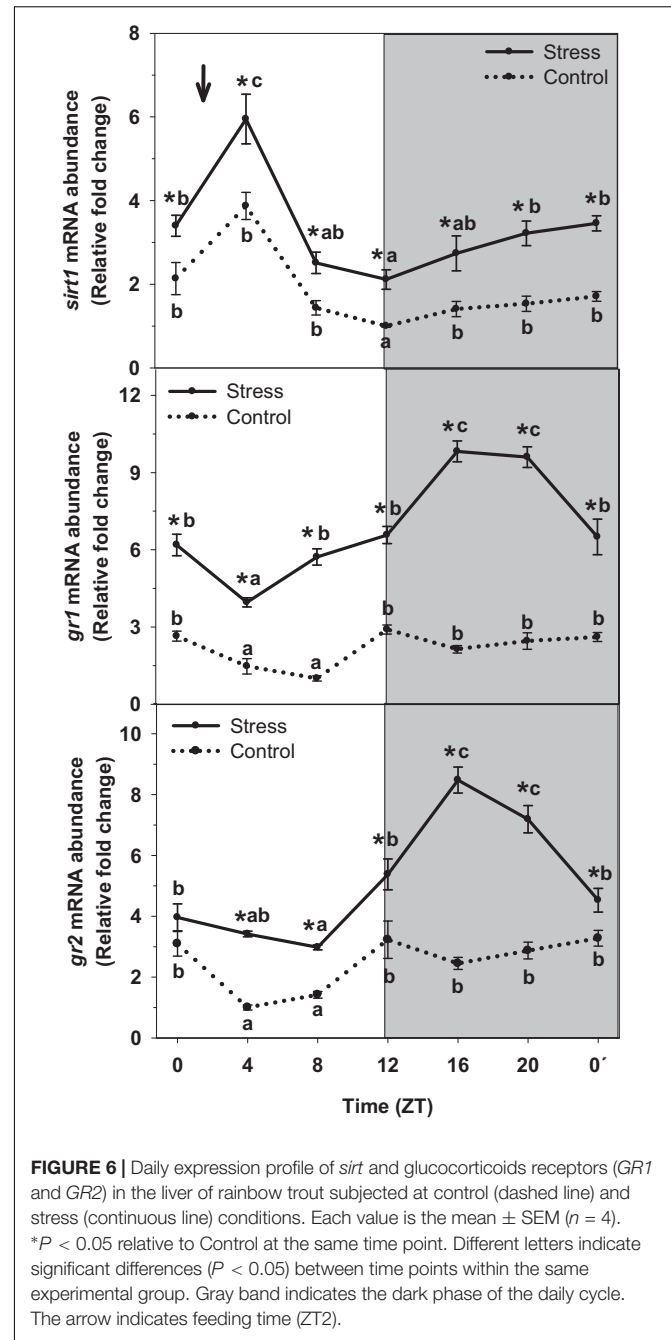 8
Stress
Control
*c
6
sirt1 mRNA abundance
(Relative fold change)
4
*b
*ab
*a
*ab
*b
*b
2
b
b
b
a
b
b
b
0
Stress
Control
12
*c
*c
9
gr1 mRNA abundance
(Relative fold change)
*b
*b
*b
*b
6
*a
3
b
a
a
b
b
b
b
0
Stress
Control
10
*c
*c
8
gr2 mRNA abundance
(Relative fold change)
6
*b
*b
b
*ab
*a
4
2
b
a
a
b
b
b
b
0
0 4 8 12 16 20 0´
Time (ZT)
FIGURE 6 | Daily expression profile of sirt and glucocorticoids receptors (GR1
and GR2) in the liver of rainbow trout subjected at control (dashed line) and
stress (continuous line) conditions. Each value is the mean ± SEM (n = 4).
*P < 0.05 relative to Control at the same time point. Different letters indicate
significant differences (P < 0.05) between time points within the same
experimental group. Gray band indicates the dark phase of the daily cycle.
The arrow indicates feeding time (ZT2).